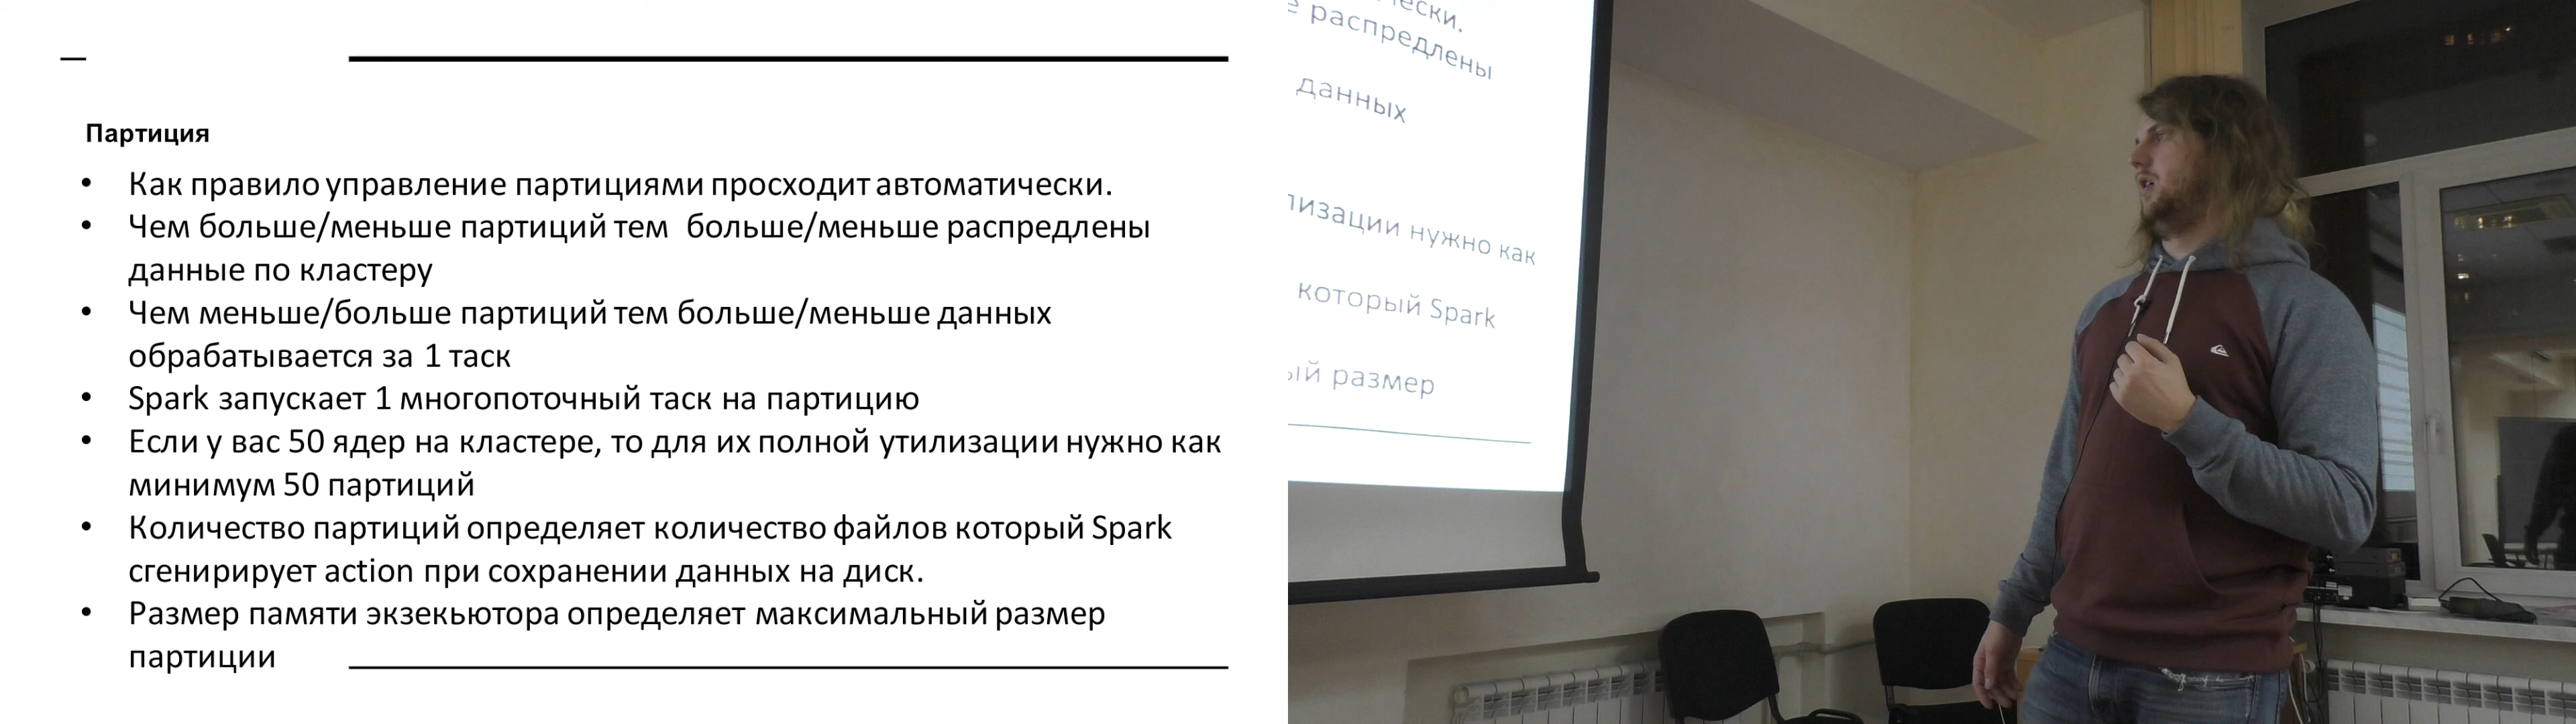 Партиция
• Как правило управление партициями просходит автоматически.
• Чем больше/меньше партиций тем больше/меньше распредлены
данные по кластеру
• Чем меньше/больше партиций тем больше/меньше данных
обрабатывается за 1 таск
• Spark запускает 1 многопоточный таск на партицию
• Если у вас 50 ядер на кластере, то для их полной утилизации нужно как
минимум 50 партиций
• Количество партиций определяет количество файлов который Spark
сгенирирует action при сохранении данных на диск.
• Размер памяти экзекьютора определяет максимальный размер
партиции
ески.
е распредлены
данных
лизации нужно как
который Spark
ый размер